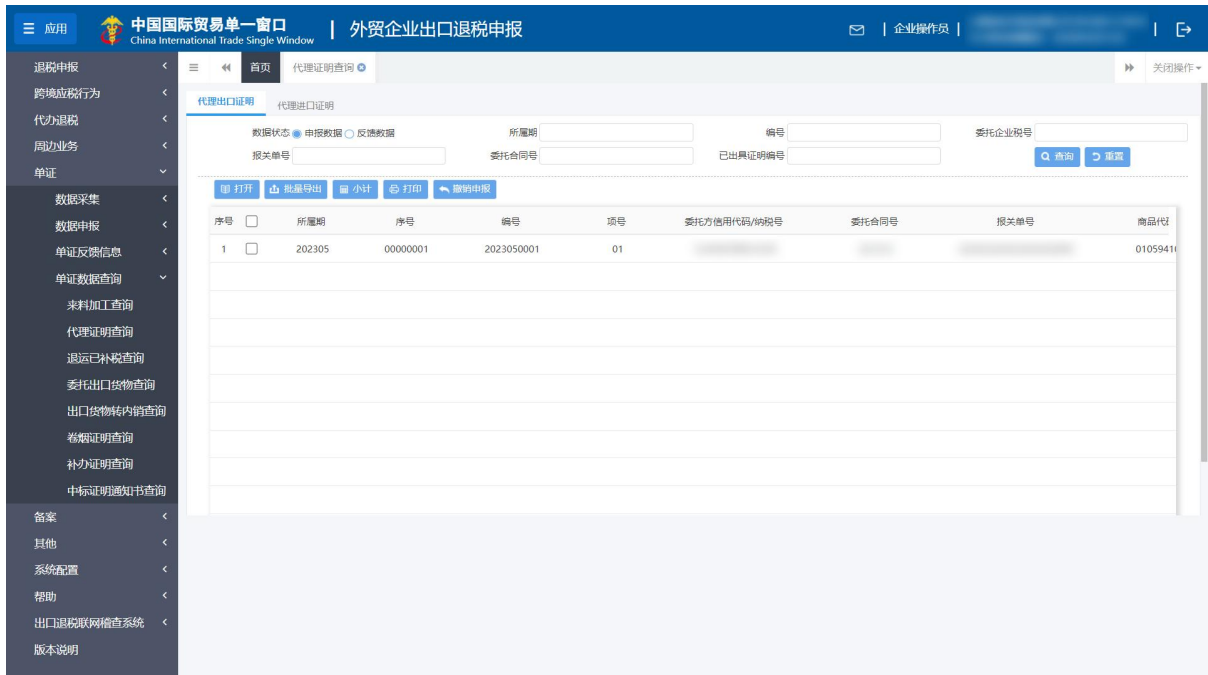 应用
中国国际贸易单一窗口
China International Trade Single Window
外贸企业出口退税申报
企业操作员
退税申报
跨境应税行为
代办退税
周边业务
单证
数据采集
数据申报
单证反馈信息
单证数据查询
来料加工查询
代理证明查询
退运已补税查询
委托出口货物查询
出口货物转内销查询
卷烟证明查询
补办证明查询
中标证明通知书查询
备案
其他
系统配置
帮助
出口退税联网稽查系统
版本说明
首页 代理证明查询 关闭操作
代理出口证明 代理进口证明
数据状态 申报数据 反馈数据 所属期 编号 委托企业税号
报关单号 委托合同号 已出具证明编号 查询 重置
打开 批量导出 小计 打印 撤销申报
序号 所属期 序号 编号 项号 委托方信用代码/纳税号 委托合同号 报关单号 商品代
1 202305 00000001 2023050001 01 0105941